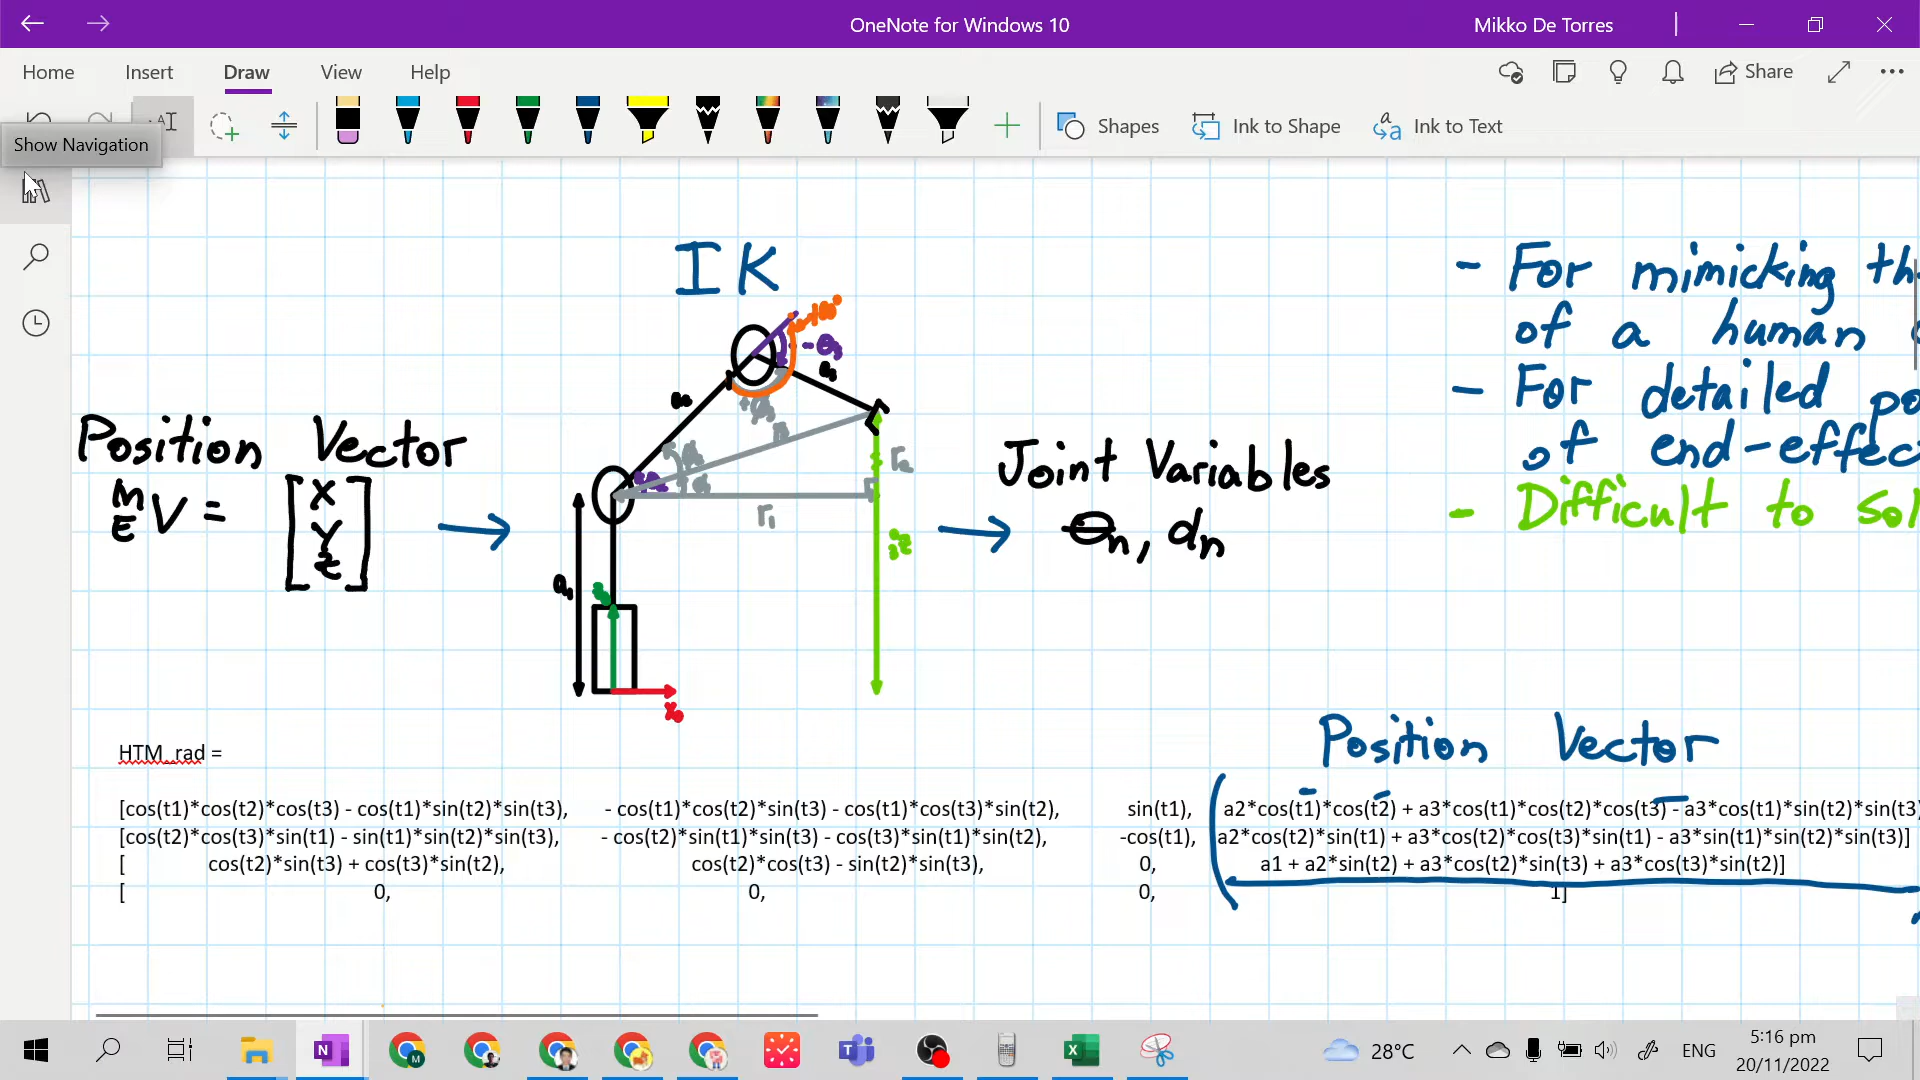 OneNote for Windows 10
Mikko De Torres
Home
Insert
Draw
View
Help
Share
Shapes
Ink to Shape
Ink to Text
Show Navigation
IK
Position Vector
M
E V =
[X
Y
Z]
a1
r1
x0
Joint Variables
Θn, dn
- For mimicking th
of a human
- For detailed po
of end-effec
- Difficult to sol
Position Vector
HTM_rad =
[cos(t1)*cos(t2)*cos(t3) - cos(t1)*sin(t2)*sin(t3), - cos(t1)*cos(t2)*sin(t3) - cos(t1)*cos(t3)*sin(t2), sin(t1), a2*cos(t1)*cos(t2) + a3*cos(t1)*cos(t2)*cos(t3) - a3*cos(t1)*sin(t2)*sin(t3
[cos(t2)*cos(t3)*sin(t1) - sin(t1)*sin(t2)*sin(t3), - cos(t2)*sin(t1)*sin(t3) - cos(t3)*sin(t1)*sin(t2), -cos(t1), a2*cos(t2)*sin(t1) + a3*cos(t2)*cos(t3)*sin(t1) - a3*sin(t1)*sin(t2)*sin(t3)]
[ cos(t2)*sin(t3) + cos(t3)*sin(t2), cos(t2)*cos(t3) - sin(t2)*sin(t3), 0, a1 + a2*sin(t2) + a3*cos(t2)*sin(t3) + a3*cos(t3)*sin(t2)]
[ 0, 0, 0, 1]
28°C
ENG
5:16 pm
20/11/2022